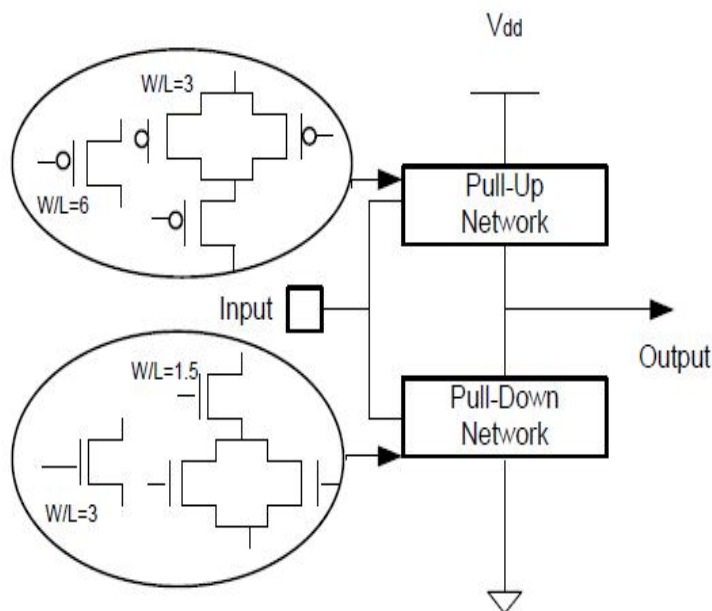 Vdd
W/L=3
W/L=6
Pull-Up
Network
Input
Output
W/L=1.5
W/L=3
Pull-Down
Network